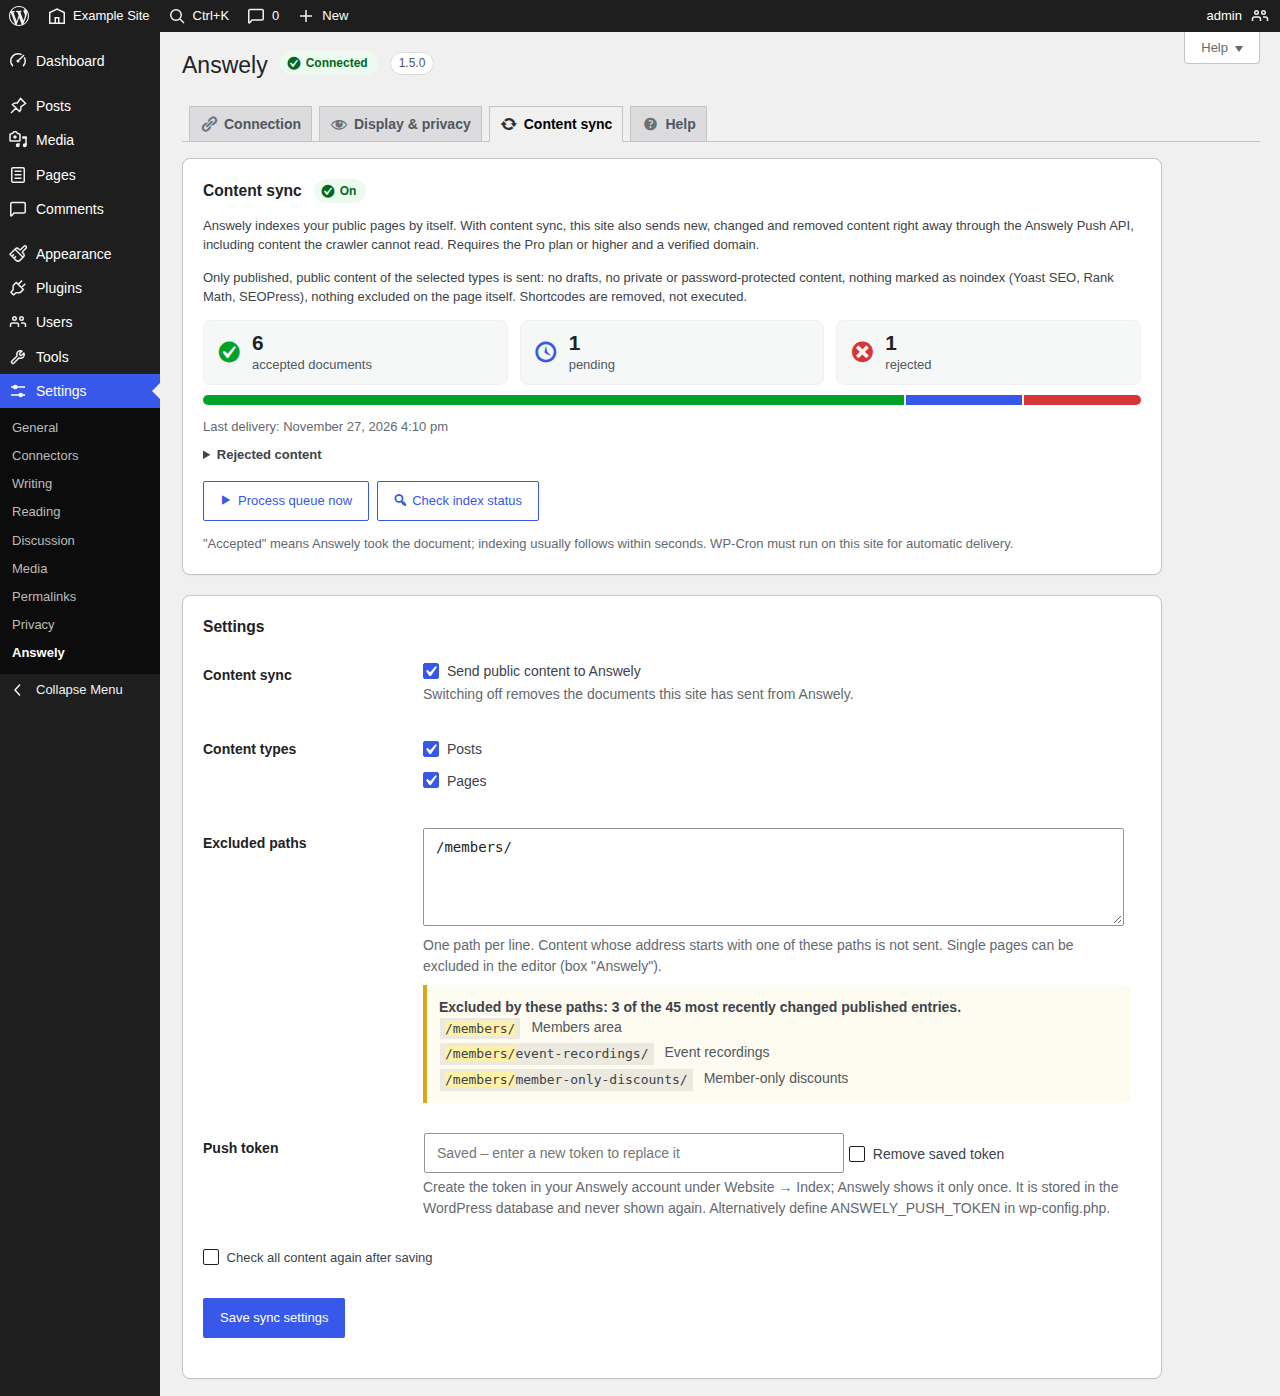 Example Site
Ctrl+K
0
New
admin
Dashboard
Posts
Media
Pages
Comments
Appearance
Plugins
Users
Tools
Settings
General
Connectors
Writing
Reading
Discussion
Media
Permalinks
Privacy
Answely
Collapse Menu
Help
Answely
Connected
1.5.0
Connection
Display & privacy
Content sync
Help
Content sync
On
Answely indexes your public pages by itself. With content sync, this site also sends new, changed and removed content right away through the Answely Push API,
including content the crawler cannot read. Requires the Pro plan or higher and a verified domain.
Only published, public content of the selected types is sent: no drafts, no private or password-protected content, nothing marked as noindex (Yoast SEO, Rank
Math, SEOPress), nothing excluded on the page itself. Shortcodes are removed, not executed.
6
accepted documents
1
pending
1
rejected
Last delivery: November 27, 2026 4:10 pm
Rejected content
Process queue now
Check index status
"Accepted" means Answely took the document; indexing usually follows within seconds. WP-Cron must run on this site for automatic delivery.
Settings
Content sync
Send public content to Answely
Switching off removes the documents this site has sent from Answely.
Content types
Posts
Pages
Excluded paths
/members/
One path per line. Content whose address starts with one of these paths is not sent. Single pages can be
excluded in the editor (box "Answely").
Excluded by these paths: 3 of the 45 most recently changed published entries.
/members/ Members area
/members/event-recordings/ Event recordings
/members/member-only-discounts/ Member-only discounts
Push token
Saved – enter a new token to replace it
Remove saved token
Create the token in your Answely account under Website → Index; Answely shows it only once. It is stored in the
WordPress database and never shown again. Alternatively define ANSWELY_PUSH_TOKEN in wp-config.php.
Check all content again after saving
Save sync settings